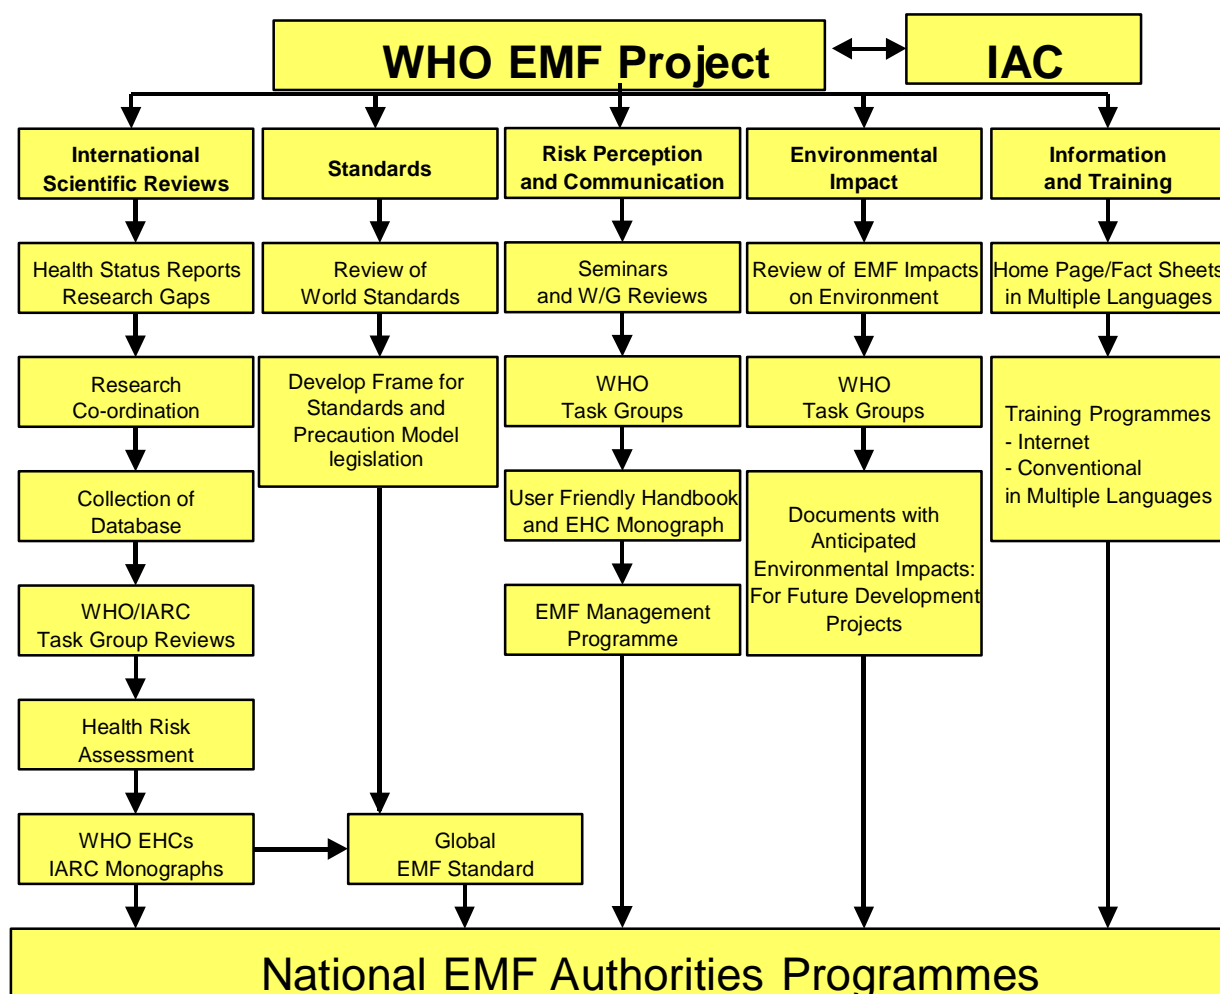 WHO EMF Project
IAC
International
Scientific Reviews
Standards
Risk Perception
and Communication
Environmental
Impact
Information
and Training
Health Status Reports
Research Gaps
Review of
World Standards
Seminars
and W/G Reviews
Review of EMF Impacts
on Environment
Home Page/Fact Sheets
in Multiple Languages
Research
Co-ordination
Develop Frame for
Standards and
Precaution Model
legislation
WHO
Task Groups
WHO
Task Groups
Training Programmes
- Internet
- Conventional
in Multiple Languages
Collection of
Database
User Friendly Handbook
and EHC Monograph
Documents with
Anticipated
Environmental Impacts:
For Future Development
Projects
WHO/IARC
Task Group Reviews
EMF Management
Programme
Health Risk
Assessment
WHO EHCs
IARC Monographs
Global
EMF Standard
National EMF Authorities Programmes